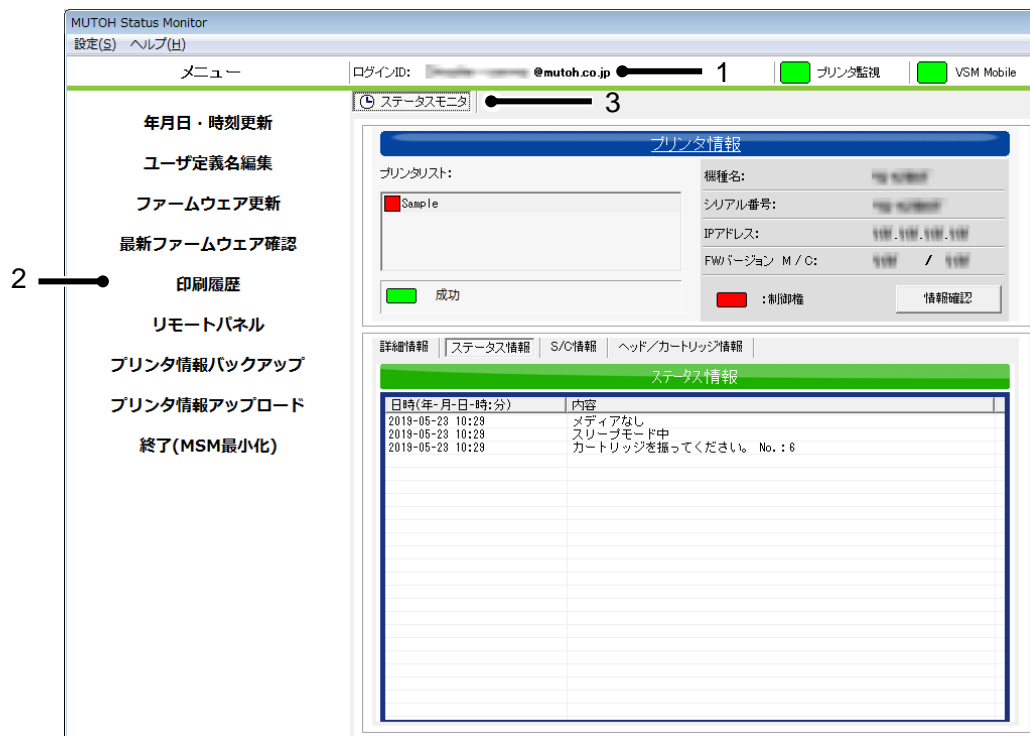 MUTOH Status Monitor
設定(S) ヘルプ(H)
メニュー
ログインID: @mutoh.co.jp
1
プリンタ監視
VSM Mobile
ステータスモニタ
3
年月日・時刻更新
ユーザ定義名編集
ファームウェア更新
最新ファームウェア確認
2
印刷履歴
リモートパネル
プリンタ情報バックアップ
プリンタ情報アップロード
終了(MSM最小化)
プリンタ情報
プリンタリスト:
Sample
成功
機種名:
シリアル番号:
IPアドレス:
FWバージョン M / C: /
:制御権
情報確認
詳細情報 ステータス情報 S/C情報 ヘッド/カートリッジ情報
ステータス情報
日時(年-月-日-時:分) 内容
2019-05-23 10:29 メディアなし
2019-05-23 10:29 スリープモード中
2019-05-23 10:29 カートリッジを振ってください。 No.:6